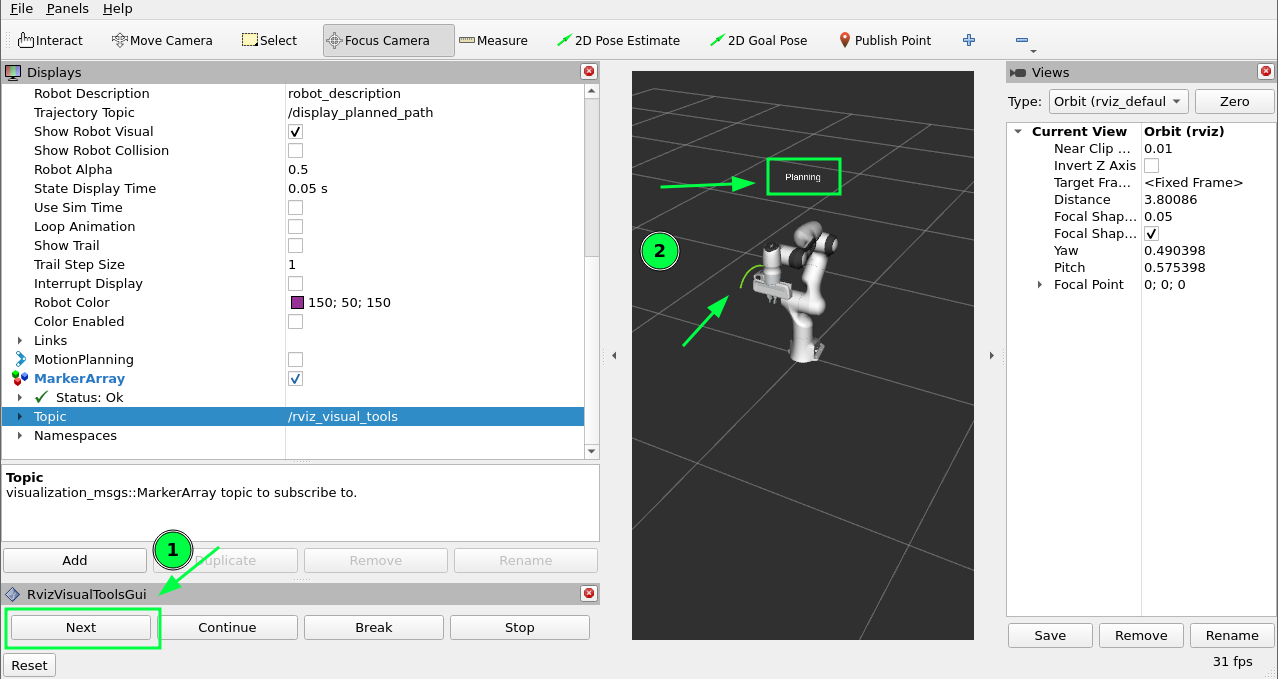 File Panels Help
Interact Move Camera Select Focus Camera Measure 2D Pose Estimate 2D Goal Pose Publish Point
Displays
Robot Description robot_description
Trajectory Topic /display_planned_path
Show Robot Visual
Show Robot Collision
Robot Alpha 0.5
State Display Time 0.05 s
Use Sim Time
Loop Animation
Show Trail
Trail Step Size 1
Interrupt Display
Robot Color 150; 50; 150
Color Enabled
Links
MotionPlanning
MarkerArray
Status: Ok
Topic /rviz_visual_tools
Namespaces
Topic
visualization_msgs::MarkerArray topic to subscribe to.
Add Duplicate Remove Rename
1
RvizVisualToolsGui
Next Continue Break Stop
Reset
Planning
2
Views
Type: Orbit (rviz_defaul Zero
Current View Orbit (rviz)
Near Clip ... 0.01
Invert Z Axis
Target Fra... <Fixed Frame>
Distance 3.80086
Focal Shap... 0.05
Focal Shap...
Yaw 0.490398
Pitch 0.575398
Focal Point 0; 0; 0
Save Remove Rename
31 fps